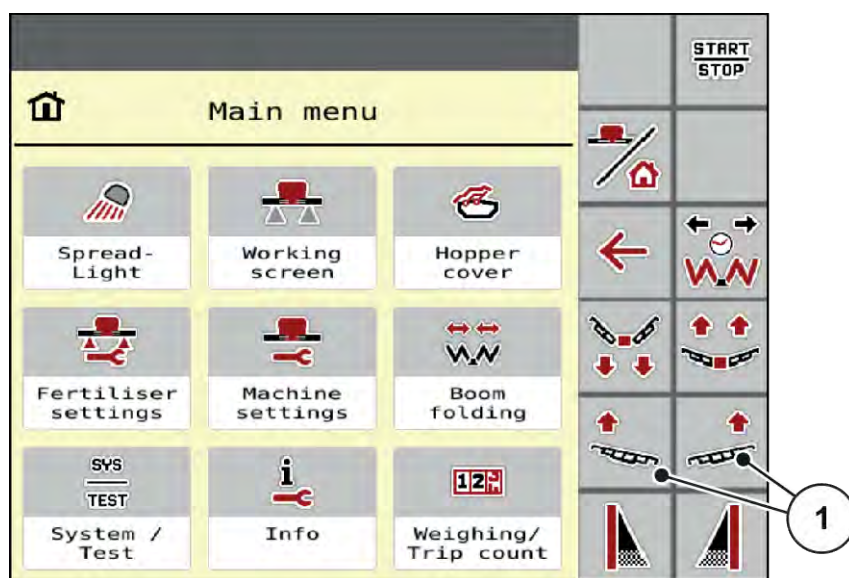 START
STOP
Main menu
Spread-
Light
Working
screen
Hopper
cover
Fertiliser
settings
Machine
settings
Boom
folding
SYS
TEST
System /
Test
i
Info
12
Weighing/
Trip count
1